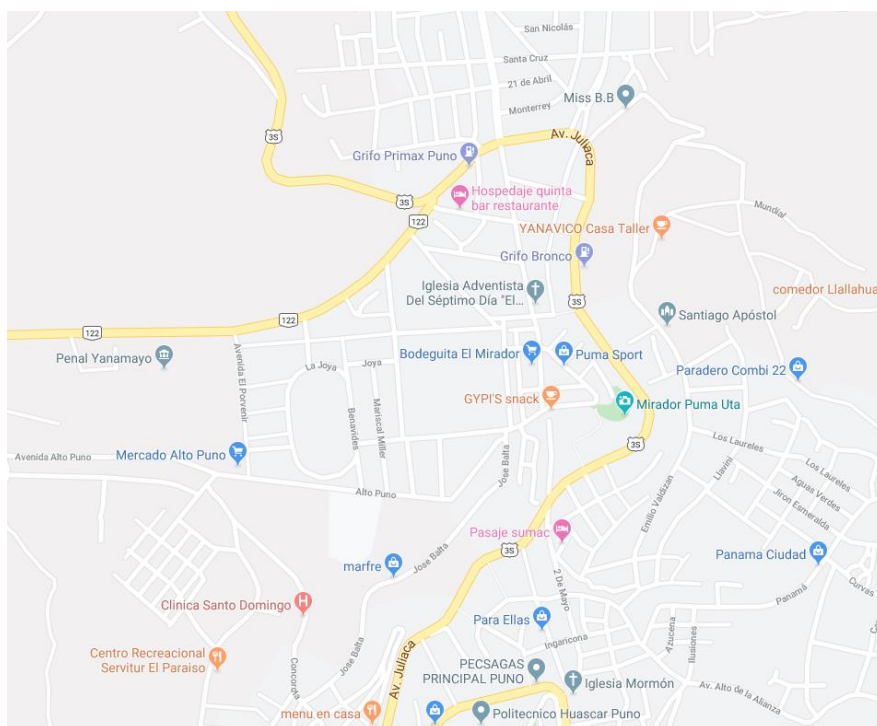 San Nicolás
Santa Cruz
21 de Abril
Miss B.B
Monterrey
3S
Av. Juliaca
Grifo Primax Puno
Hospedaje quinta
bar restaurante
3S
122
Mundial
YANAVICO Casa Taller
Grifo Bronco
Iglesia Adventista
Del Séptimo Día "El...
comedor Llallahua
3S
Santiago Apóstol
122
122
Penal Yanamayo
Avenida El Porvenir
La Joya
Joya
Bodeguita El Mirador
Puma Sport
Paradero Combi 22
GYPI'S snack
Mirador Puma Uta
Benavides
Mariscal Miller
3S
Los Laureles
Avenida Alto Puno
Mercado Alto Puno
Jose Balta
Los Laureles
Llavini
Aguas Verdes
Alto Puno
Emilio Valdizan
Jiron Esmeralda
Pasaje sumac
3S
Panama Ciudad
marfre
Jose Balta
2 De Mayo
Curvas
Panamá
Clinica Santo Domingo
Para Ellas
Azucena
Ingaricona
Ilusiones
Centro Recreacional
Servitur El Paraiso
Jose Balta
Concorota
Av. Juliaca
PECSAGAS
PRINCIPAL PUNO
Iglesia Mormón
Av. Alto de la Alianza
menu en casa
Politecnico Huascar Puno